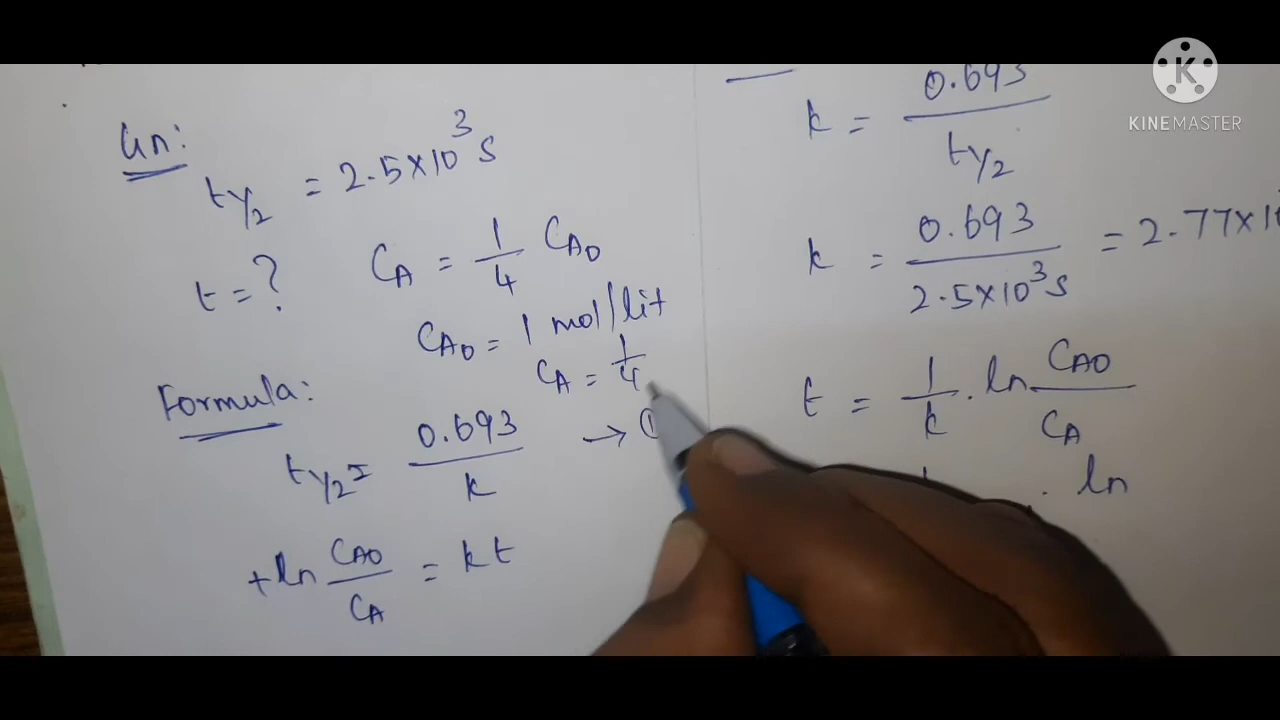 Gn:
t1/2 = 2.5×10³ s
t = ? CA = 1/4 CA0
CA0 = 1 mol/lit
CA = 1/4
Formula:
t1/2 = 0.693/k →
+ln CA0/CA = kt
k = 0.693/t1/2
k = 0.693/2.5×10³ s = 2.77×10
t = 1/k . ln CA0/CA
. ln
K
KINEMASTER